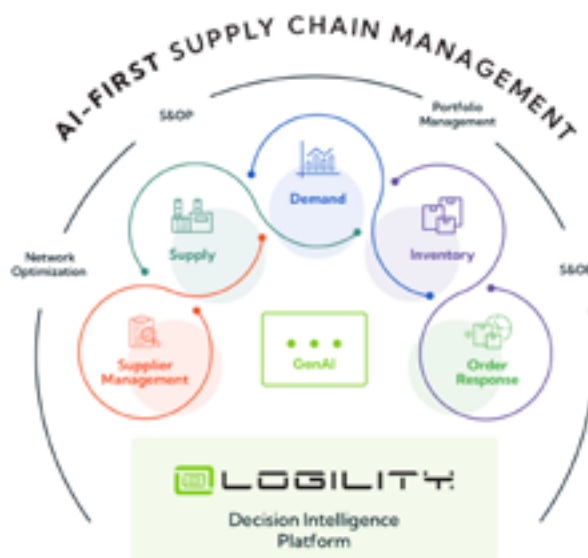 AI-FIRST SUPPLY CHAIN MANAGEMENT
S&OP
Portfolio
Management
Demand
Supply
Inventory
Network
Optimization
Supplier
Management
GenAI
Order
Response
LOGILITY
Decision Intelligence
Platform